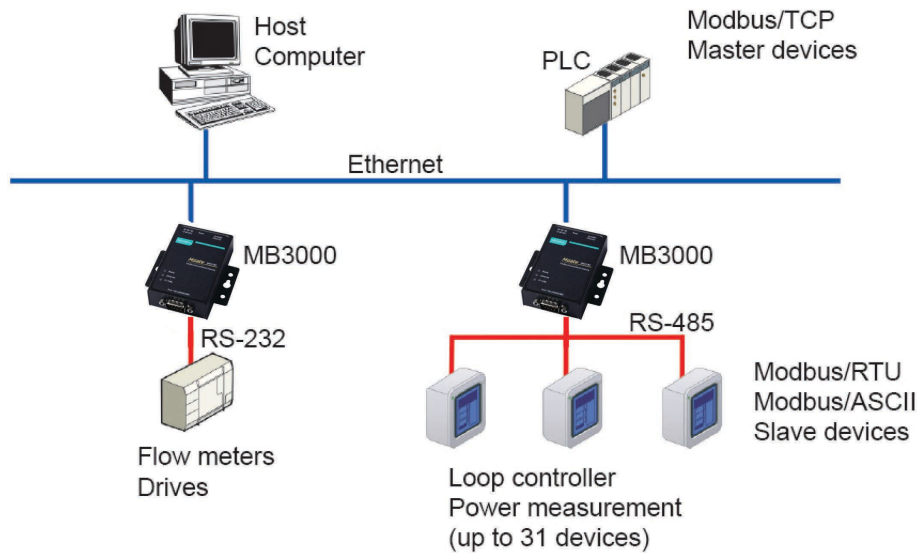 Host
Computer
PLC
Modbus/TCP
Master devices
Ethernet
MB3000
MB3000
RS-232
RS-485
Flow meters
Drives
Loop controller
Power measurement
(up to 31 devices)
Modbus/RTU
Modbus/ASCII
Slave devices